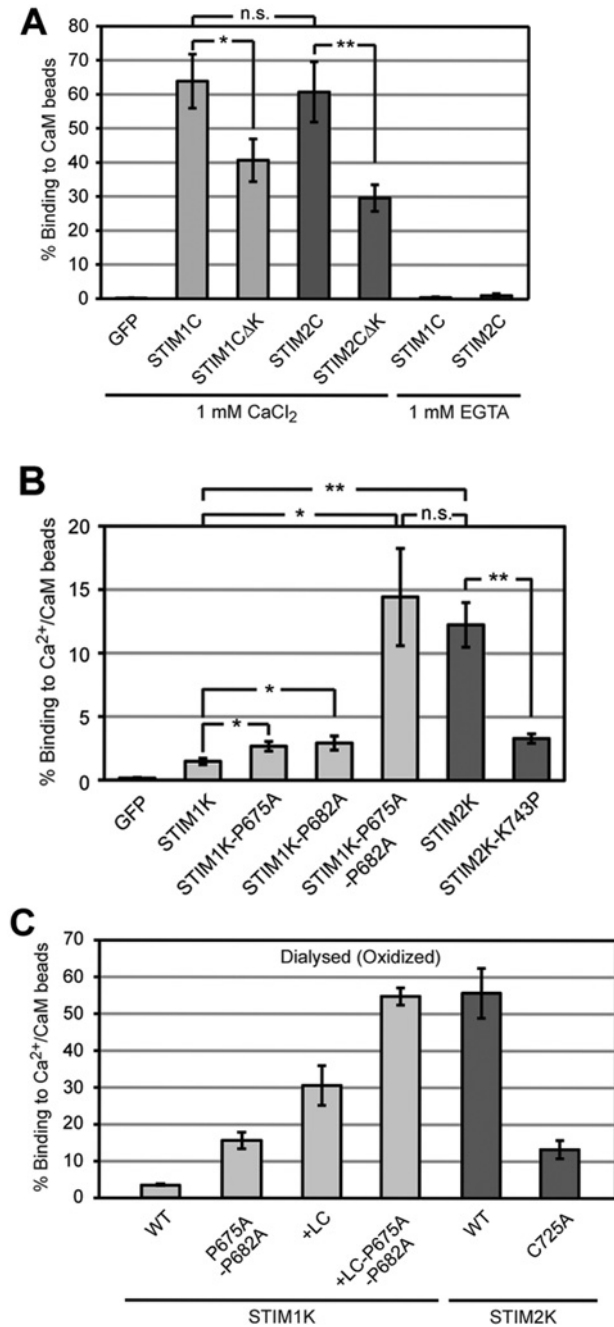 A
n.s.
*
**
% Binding to CaM beads
80
70
60
50
40
30
20
10
0
GFP
STIM1C
STIM1CΔK
STIM2C
STIM2CΔK
STIM1C
STIM2C
1 mM CaCl2
1 mM EGTA
B
**
*
n.s.
**
*
*
% Binding to Ca2+/CaM beads
20
15
10
5
0
GFP
STIM1K
STIM1K-P675A
STIM1K-P682A
STIM1K-P675A
-P682A
STIM2K
STIM2K-K743P
C
Dialysed (Oxidized)
% Binding to Ca2+/CaM beads
70
60
50
40
30
20
10
0
WT
P675A
-P682A
+LC
+LC-P675A
-P682A
WT
C725A
STIM1K
STIM2K